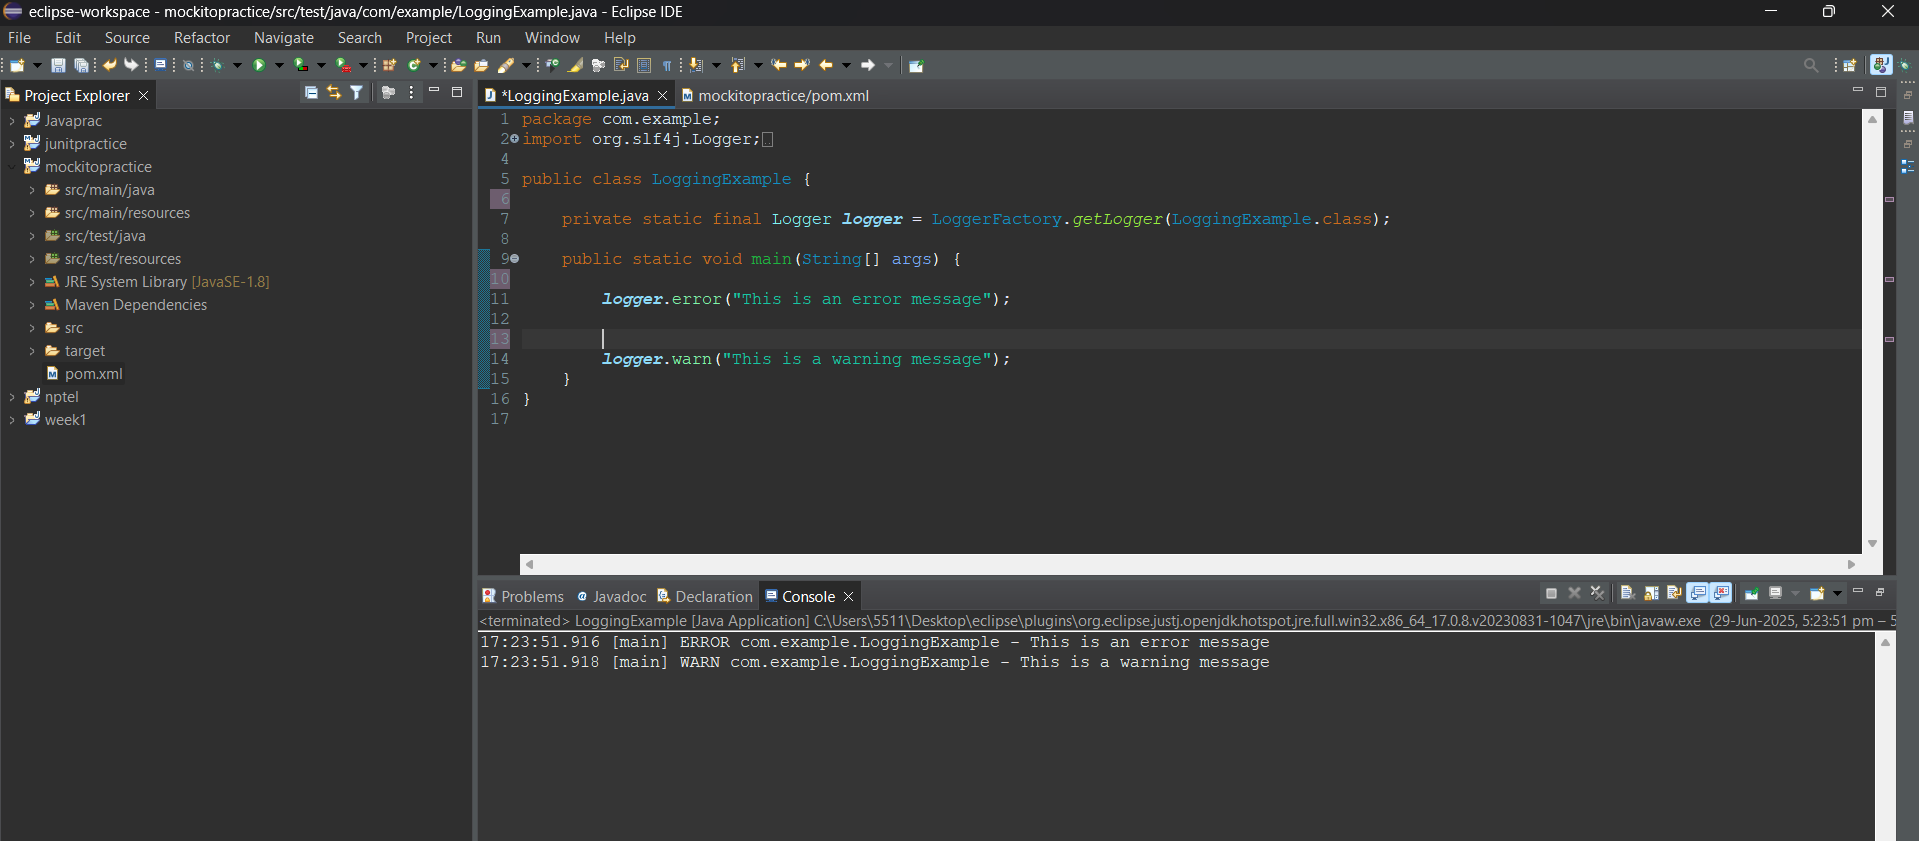 eclipse-workspace - mockitopractice/src/test/java/com/example/LoggingExample.java - Eclipse IDE
File Edit Source Refactor Navigate Search Project Run Window Help
Project Explorer
Javaprac
junitpractice
mockitopractice
src/main/java
src/main/resources
src/test/java
src/test/resources
JRE System Library [JavaSE-1.8]
Maven Dependencies
src
target
pom.xml
nptel
week1
*LoggingExample.java mockitopractice/pom.xml
1 package com.example;
2 import org.slf4j.Logger;
4
5 public class LoggingExample {
6
7 private static final Logger logger = LoggerFactory.getLogger(LoggingExample.class);
8
9 public static void main(String[] args) {
10
11 logger.error("This is an error message");
12
13
14 logger.warn("This is a warning message");
15 }
16 }
17
Problems Javadoc Declaration Console
<terminated> LoggingExample [Java Application] C:\Users\5511\Desktop\eclipse\plugins\org.eclipse.justj.openjdk.hotspot.jre.full.win32.x86_64_17.0.8.v20230831-1047\jre\bin\javaw.exe (29-Jun-2025, 5:23:51 pm – 5
17:23:51.916 [main] ERROR com.example.LoggingExample - This is an error message
17:23:51.918 [main] WARN com.example.LoggingExample - This is a warning message